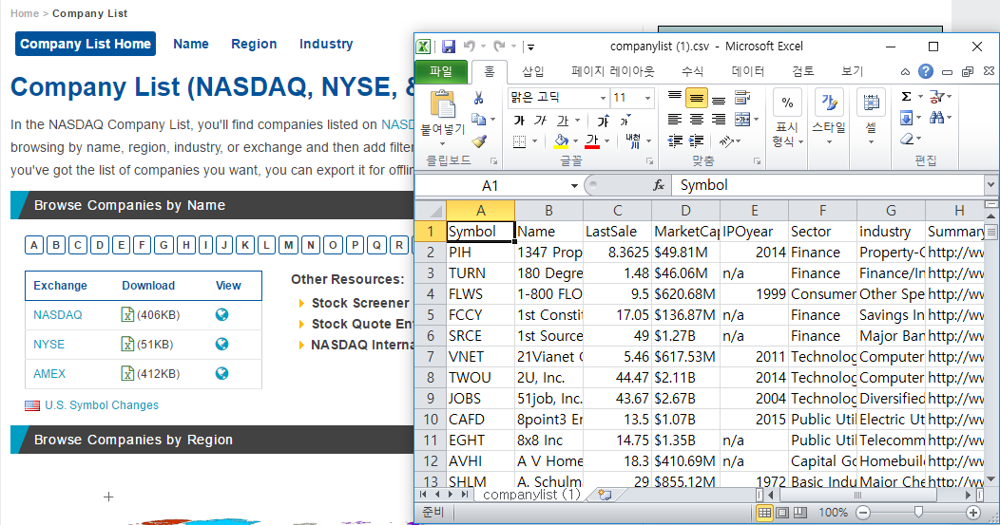 Home > Company List
Company List Home Name Region Industry
Company List (NASDAQ, NYSE, &
In the NASDAQ Company List, you'll find companies listed on NASD
browsing by name, region, industry, or exchange and then add filter
you've got the list of companies you want, you can export it for offlin
Browse Companies by Name
A B C D E F G H I J K L M N O P Q R
Exchange Download View
NASDAQ (406KB)
NYSE (51KB)
AMEX (412KB)
U.S. Symbol Changes
Other Resources:
Stock Screener
Stock Quote En
NASDAQ Interna
Browse Companies by Region
companylist (1).csv - Microsoft Excel
파일 홈 삽입 페이지 레이아웃 수식 데이터 검토 보기
맑은 고딕 11
붙여넣기
가 가 가 가 가
가 내천
표시 형식
스타일
셀
클립보드 글꼴 맞춤 편집
A1 fx Symbol
A B C D E F G H
1 Symbol Name LastSale MarketCap IPOyear Sector industry Summary
2 PIH 1347 Prop 8.3625 $49.81M 2014 Finance Property-C http://ww
3 TURN 180 Degre 1.48 $46.06M n/a Finance Finance/In http://ww
4 FLWS 1-800 FLO 9.5 $620.68M 1999 Consumer Other Spe http://ww
5 FCCY 1st Constit 17.05 $136.87M n/a Finance Savings In http://ww
6 SRCE 1st Source 49 $1.27B n/a Finance Major Ban http://ww
7 VNET 21Vianet G 5.46 $617.53M 2011 Technolog Computer http://ww
8 TWOU 2U, Inc. 44.47 $2.11B 2014 Technolog Computer http://ww
9 JOBS 51job, Inc. 43.67 $2.67B 2004 Technolog Diversified http://ww
10 CAFD 8point3 En 13.5 $1.07B 2015 Public Util Electric Ut http://ww
11 EGHT 8x8 Inc 14.75 $1.35B n/a Public Util Telecomm http://ww
12 AVHI A V Home 18.3 $410.69M n/a Capital Go Homebuil http://ww
13 SHLM A. Schulm 29 $855.12M 1972 Basic Indu Major Che http://ww
companylist (1)
준비 100%